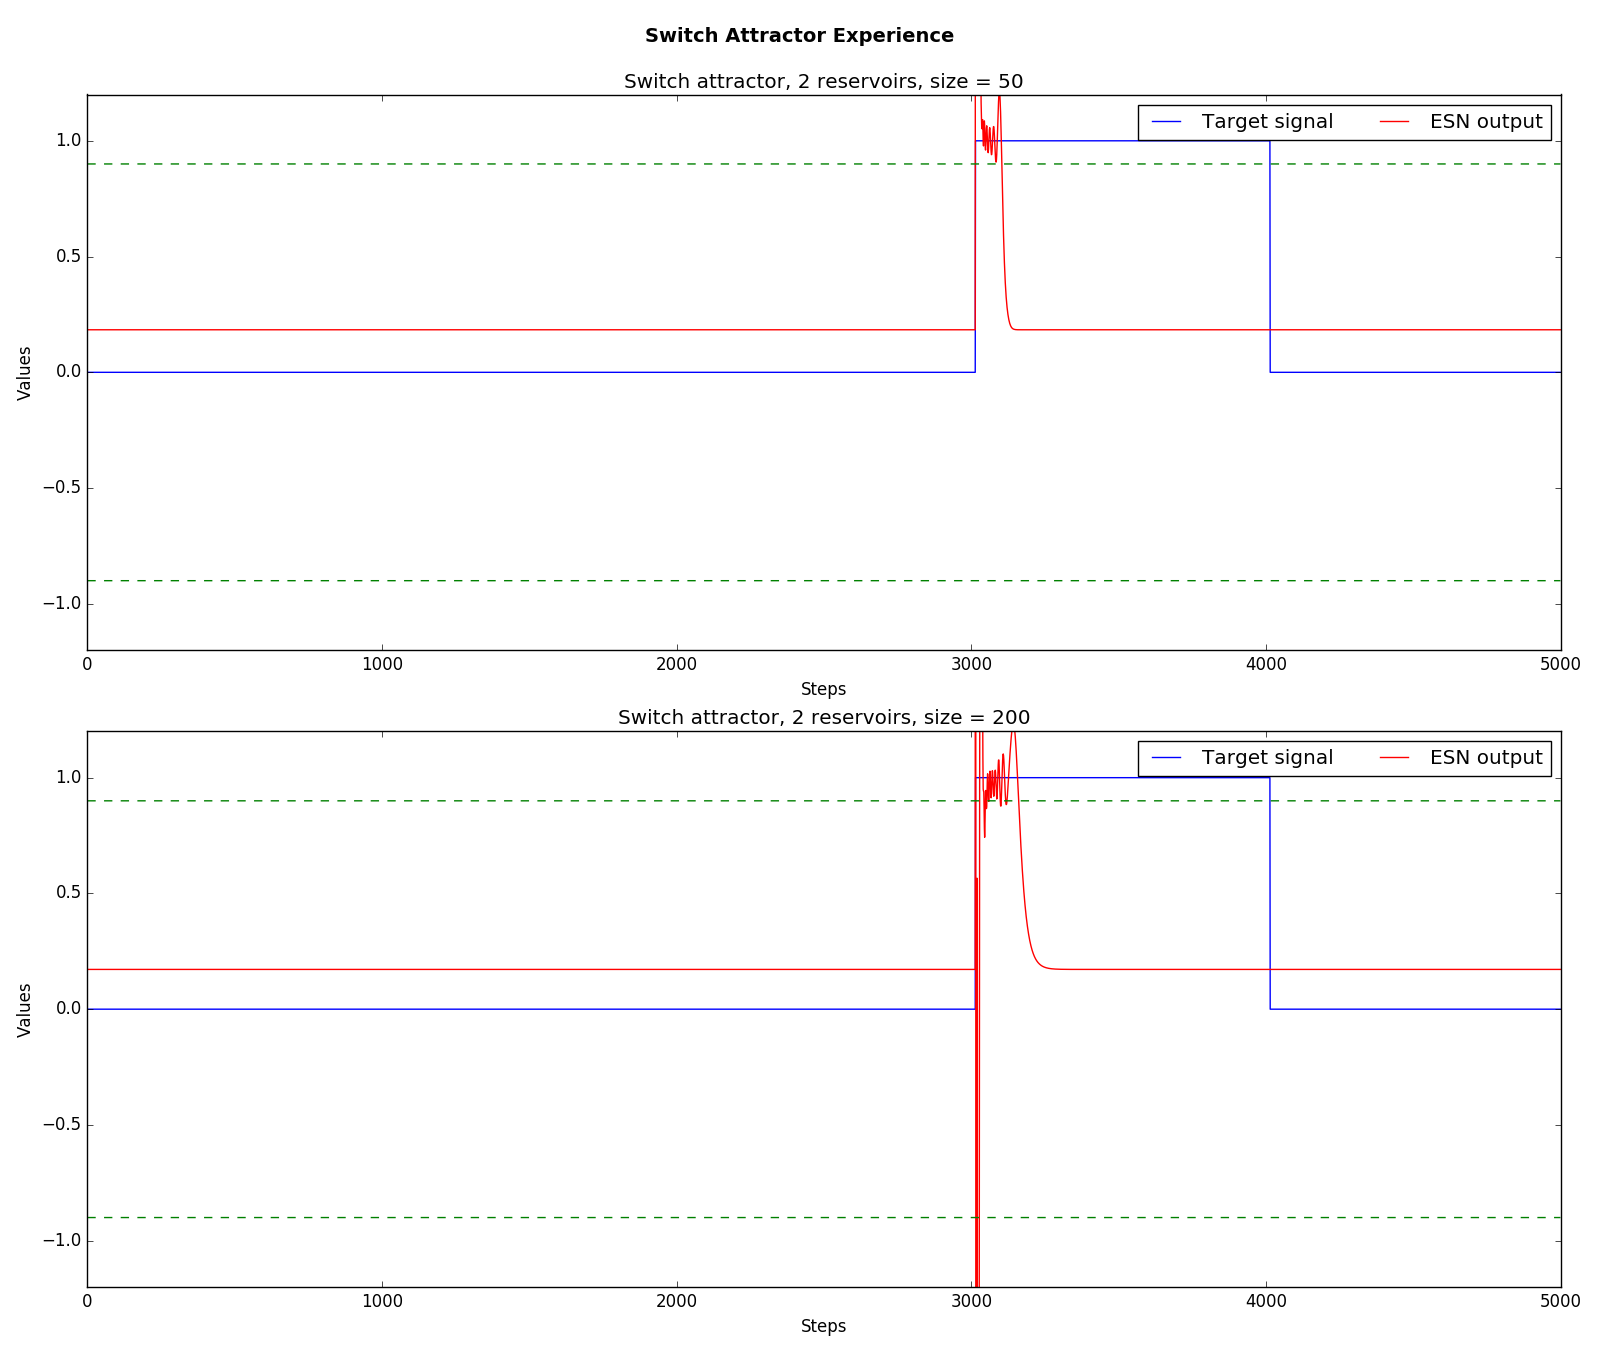 Switch Attractor Experience
Switch attractor, 2 reservoirs, size = 50
Target signal ESN output
1.0
0.5
0.0
−0.5
−1.0
Values
0 1000 2000 3000 4000 5000
Steps
Switch attractor, 2 reservoirs, size = 200
Target signal ESN output
1.0
0.5
0.0
−0.5
−1.0
Values
0 1000 2000 3000 4000 5000
Steps